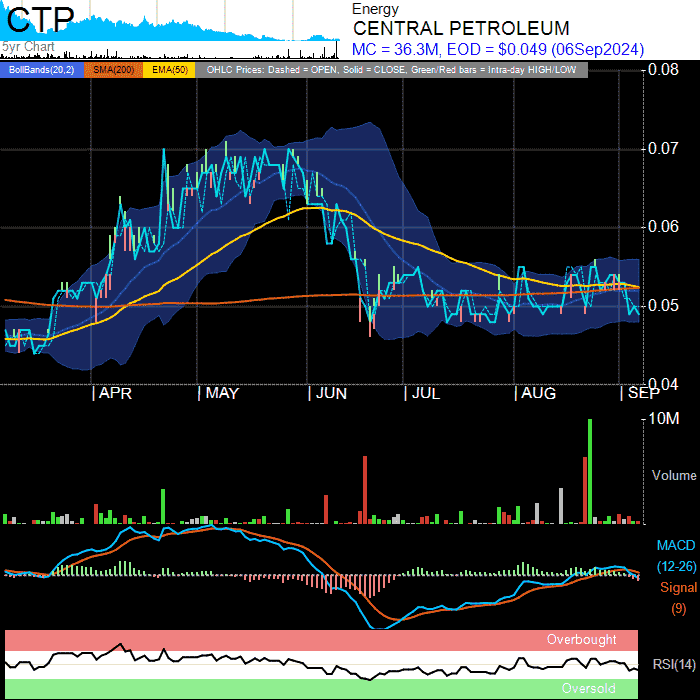 CTP
5yr Chart
Energy
CENTRAL PETROLEUM
MC = 36.3M, EOD = $0.049 (06Sep2024)
BollBands(20,2) SMA(200) EMA(50) OHLC Prices: Dashed = OPEN, Solid = CLOSE, Green/Red bars = Intra-day HIGH/LOW
0.08
0.07
0.06
0.05
0.04
| APR | MAY | JUN | JUL | AUG | SEP
10M
Volume
MACD
(12-26)
Signal
(9)
Overbought
RSI(14)
Oversold